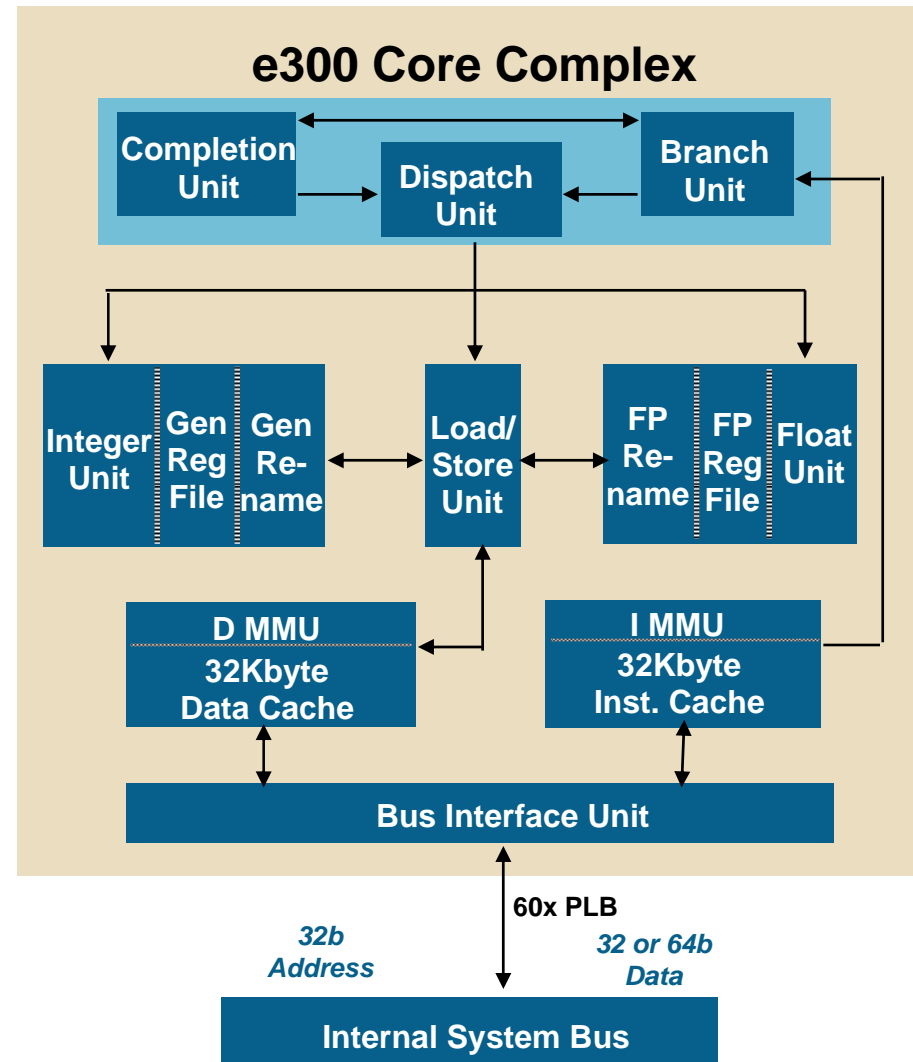 e300 Core Complex
Completion
Unit
Dispatch
Unit
Branch
Unit
Integer
Unit
Gen
Reg
File
Gen
Re-
name
Load/
Store
Unit
FP
Re-
name
FP
Reg
File
Float
Unit
D MMU
32Kbyte
Data Cache
I MMU
32Kbyte
Inst. Cache
Bus Interface Unit
60x PLB
32b
Address
32 or 64b
Data
Internal System Bus